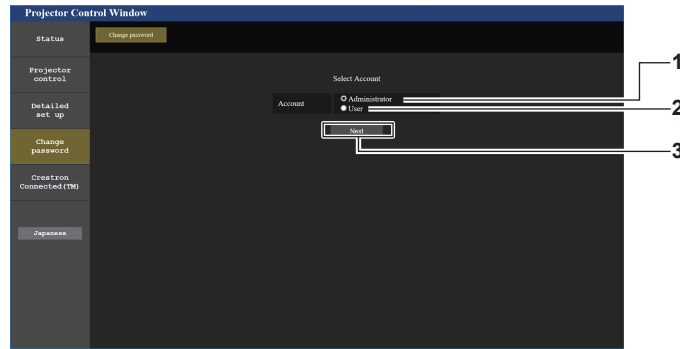 Projector Control Window
Status
Change password
Projector
control
Detailed
set up
Change
password
Crestron
Connected(TM)
Japanese
Select Account
Account
Administrator
User
Next
1
2
3